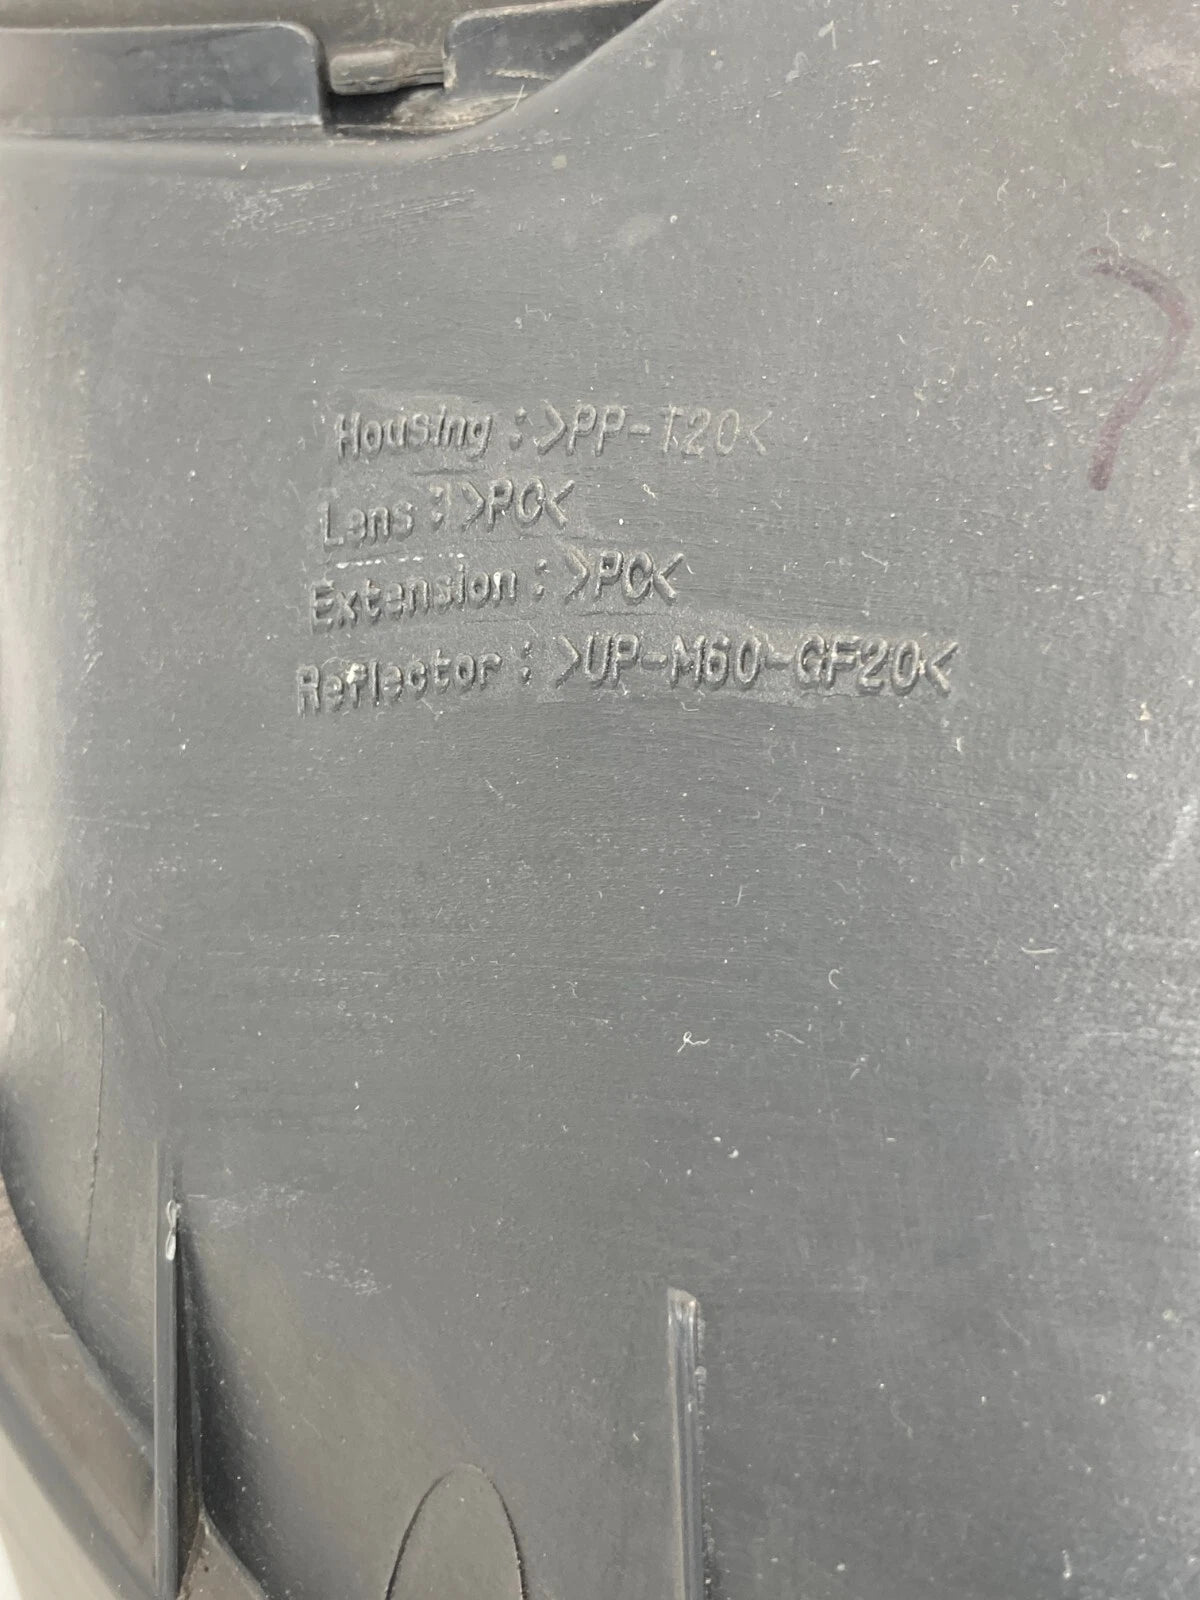 Housing : >PP-T20<
Lens : >PC<
Extension : >PC<
Reflector : >UP-M60-GF20<